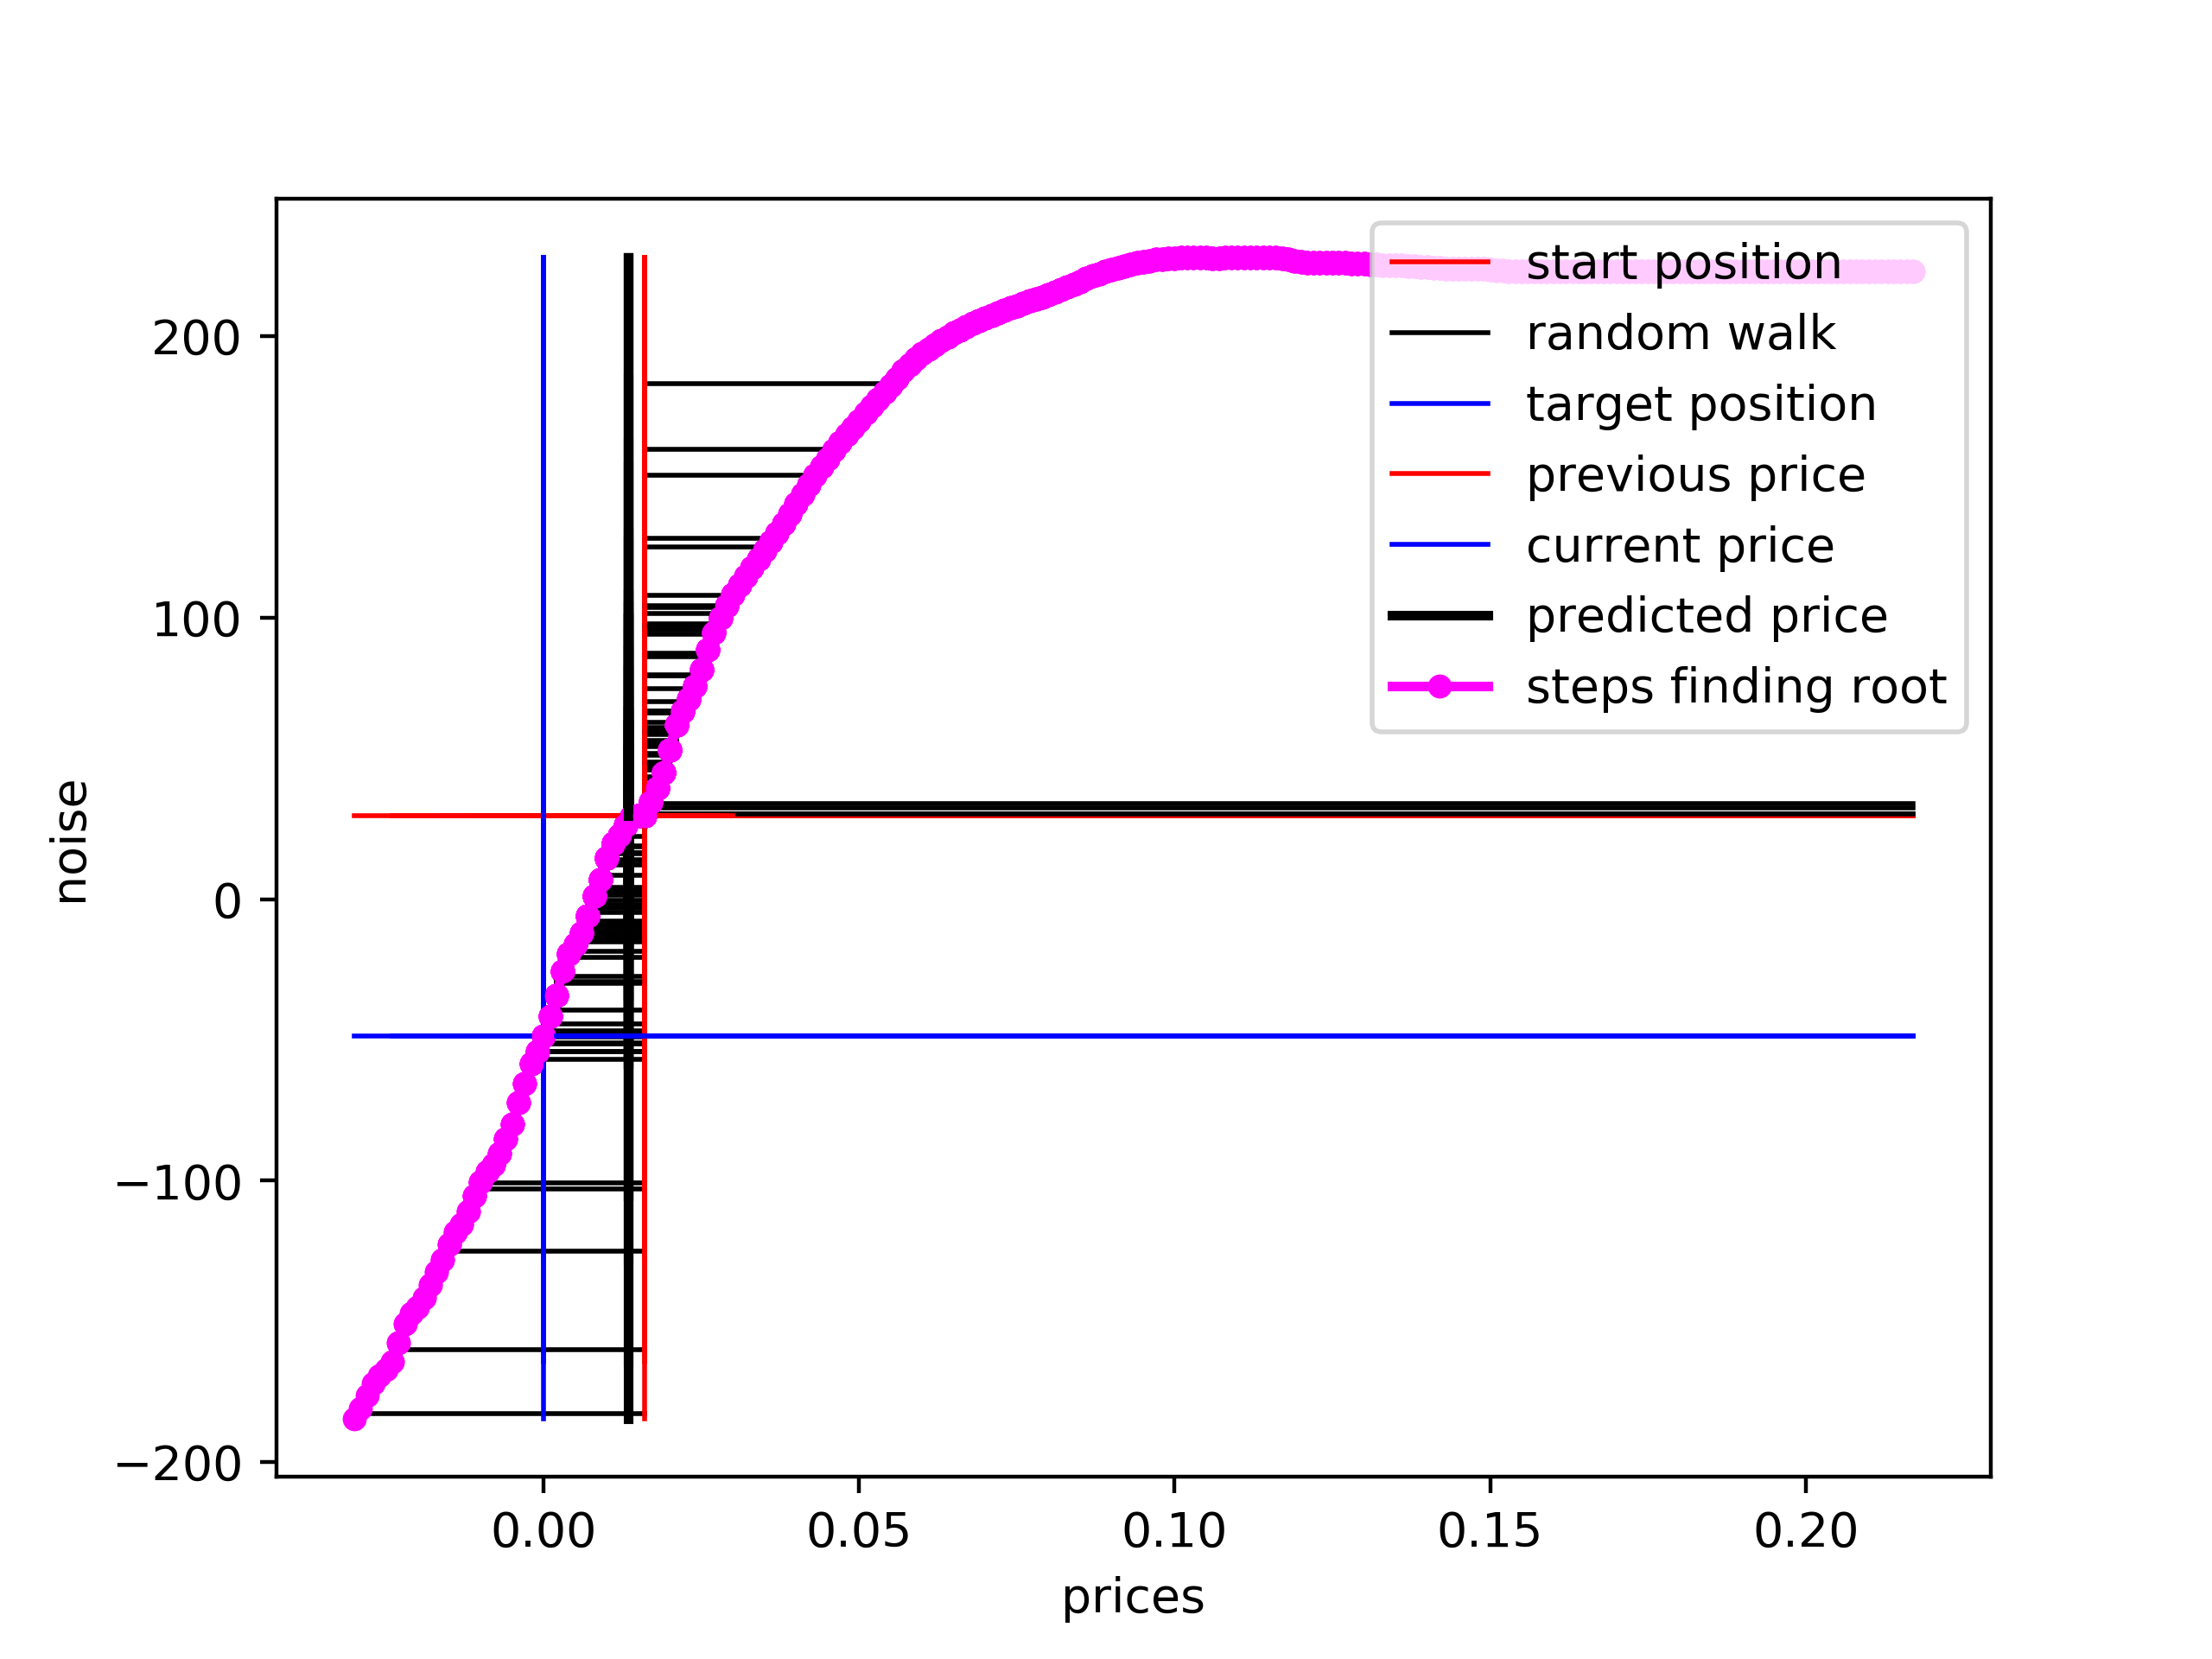 start position
random walk
target position
previous price
current price
predicted price
steps finding root
200
100
0
−100
−200
noise
0.00 0.05 0.10 0.15 0.20
prices